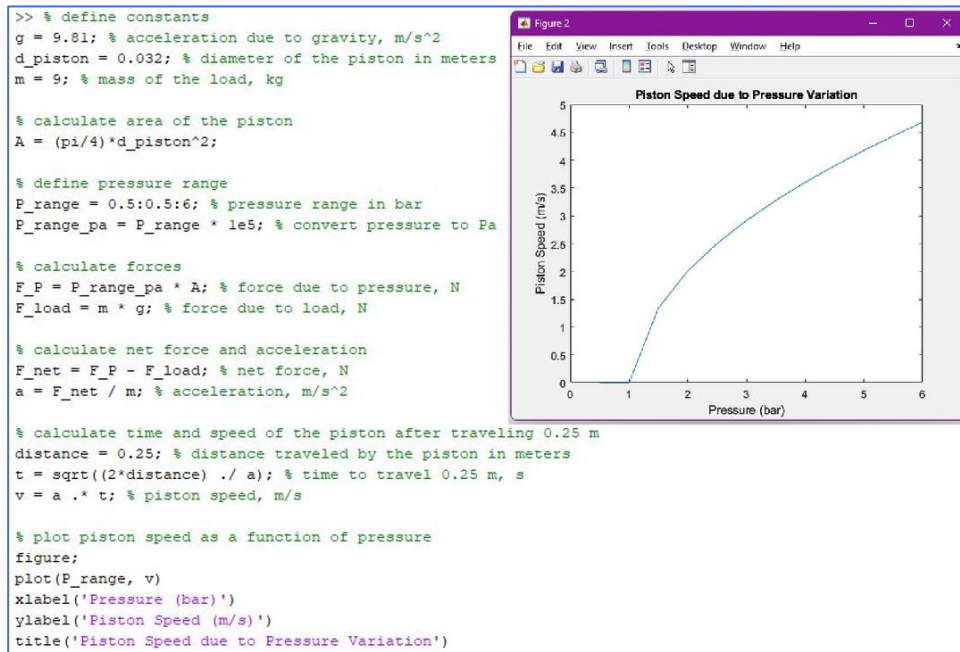 >> % define constants
g = 9.81; % acceleration due to gravity, m/s^2
d_piston = 0.032; % diameter of the piston in meters
m = 9; % mass of the load, kg
% calculate area of the piston
A = (pi/4)*d_piston^2;
% define pressure range
P_range = 0.5:0.5:6; % pressure range in bar
P_range_pa = P_range * 1e5; % convert pressure to Pa
% calculate forces
F_P = P_range_pa * A; % force due to pressure, N
F_load = m * g; % force due to load, N
% calculate net force and acceleration
F_net = F_P - F_load; % net force, N
a = F_net / m; % acceleration, m/s^2
% calculate time and speed of the piston after traveling 0.25 m
distance = 0.25; % distance traveled by the piston in meters
t = sqrt((2*distance) ./ a); % time to travel 0.25 m, s
v = a .* t; % piston speed, m/s
% plot piston speed as a function of pressure
figure;
plot(P_range, v)
xlabel('Pressure (bar)')
ylabel('Piston Speed (m/s)')
title('Piston Speed due to Pressure Variation')
Figure 2
File Edit View Insert Tools Desktop Window Help
Piston Speed due to Pressure Variation
5
4.5
4
3.5
3
2.5
2
1.5
1
0.5
0
Piston Speed (m/s)
0 1 2 3 4 5 6
Pressure (bar)